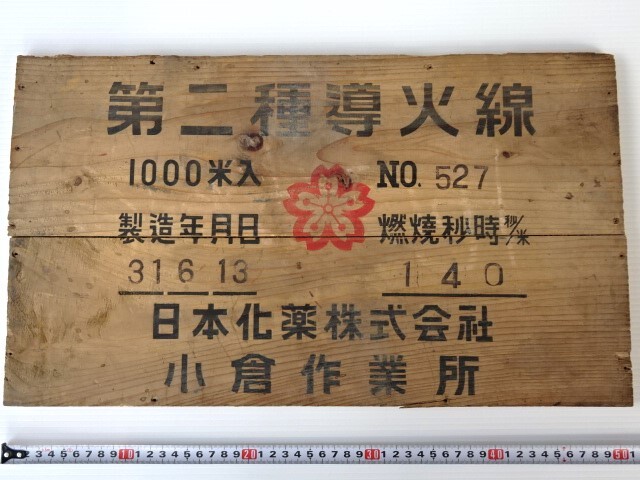 第二種導火線
1000米入 NO. 527
製造年月日 燃焼秒時秒/米
31 6 13 1 4 0
日本化薬株式会社
小倉作業所